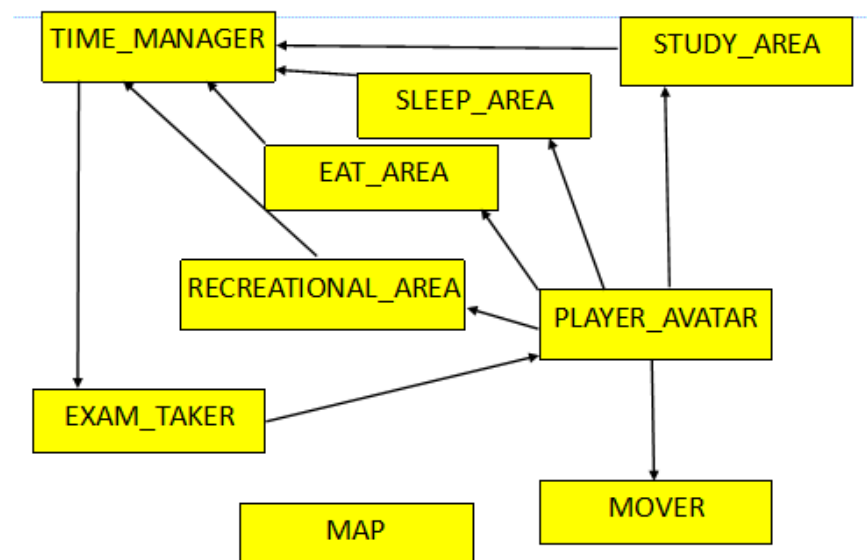 TIME_MANAGER
STUDY_AREA
SLEEP_AREA
EAT_AREA
RECREATIONAL_AREA
PLAYER_AVATAR
EXAM_TAKER
MOVER
MAP